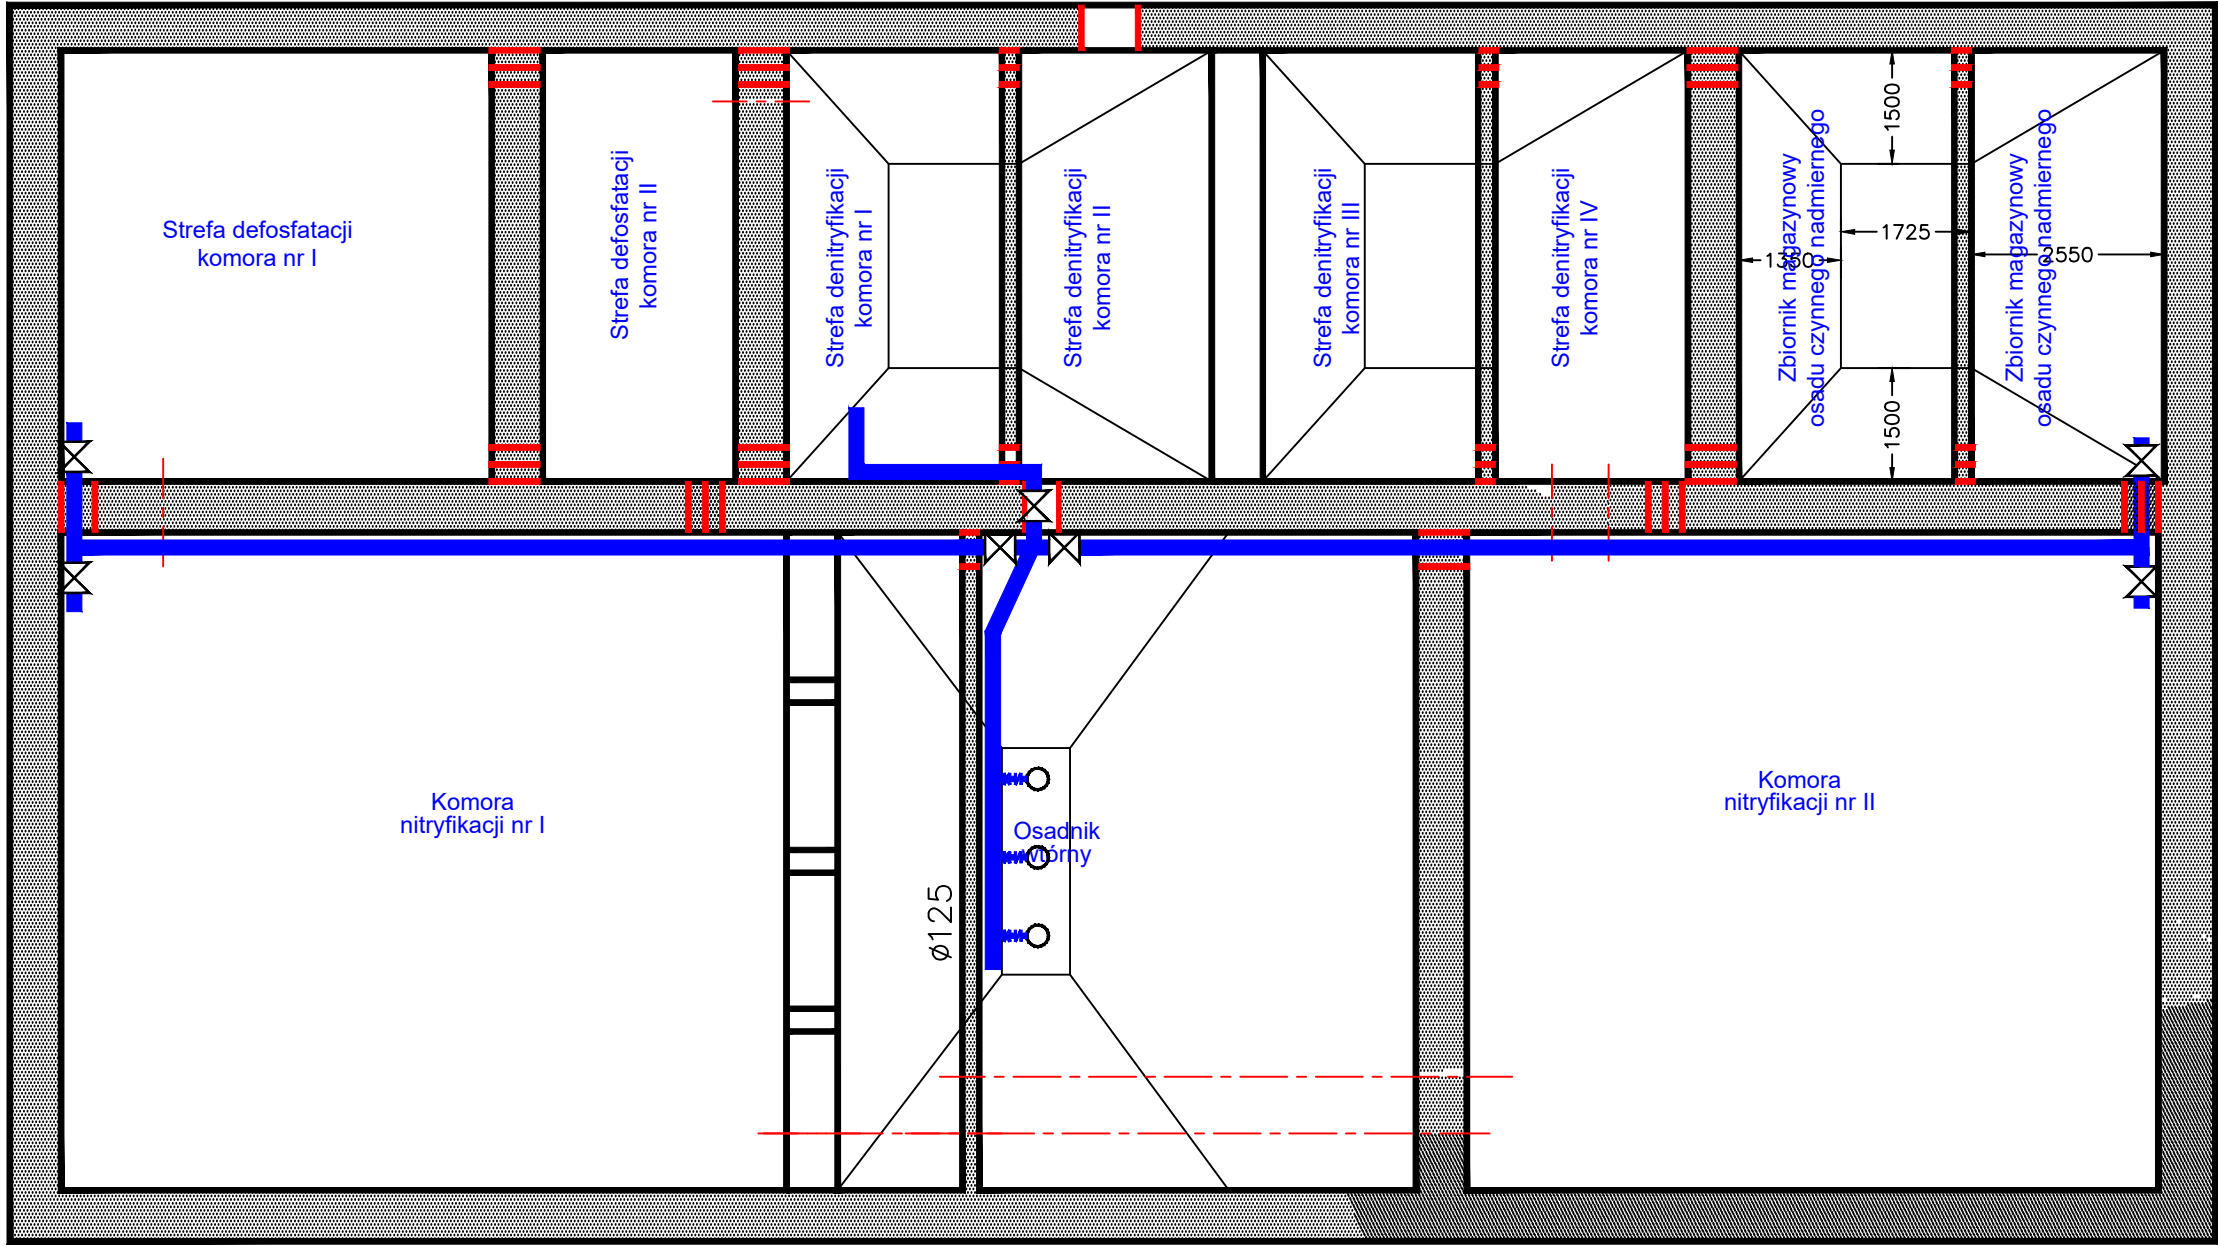 Strefa defosfatacji
komora nr I
Strefa defosfatacji
komora nr II
Strefa denitryfikacji
komora nr I
Strefa denitryfikacji
komora nr II
Strefa denitryfikacji
komora nr III
Strefa denitryfikacji
komora nr IV
Zbiornik magazynowy
osadu czynnego nadmiernego
Zbiornik magazynowy
osadu czynnego nadmiernego
1500
1725
1350
2550
1500
Komora
nitryfikacji nr I
Osadnik
wtórny
ø125
Komora
nitryfikacji nr II